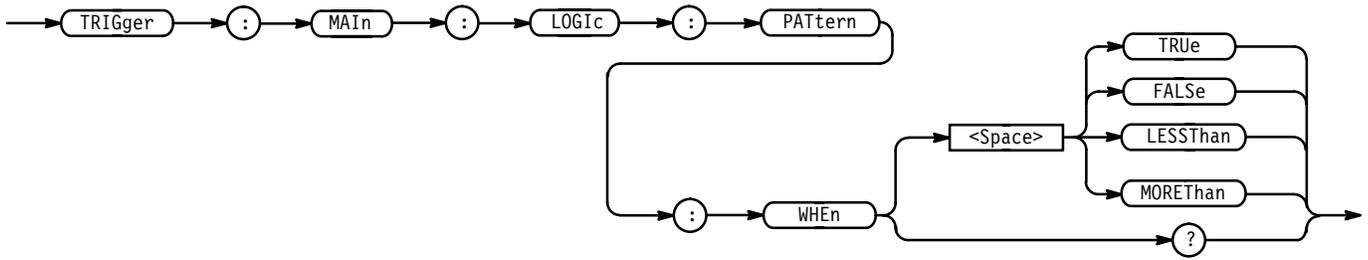 TRIGger : MAIn : LOGIc : PATtern
: WHEn
<Space>
TRUe
FALSe
LESSThan
MOREThan
?